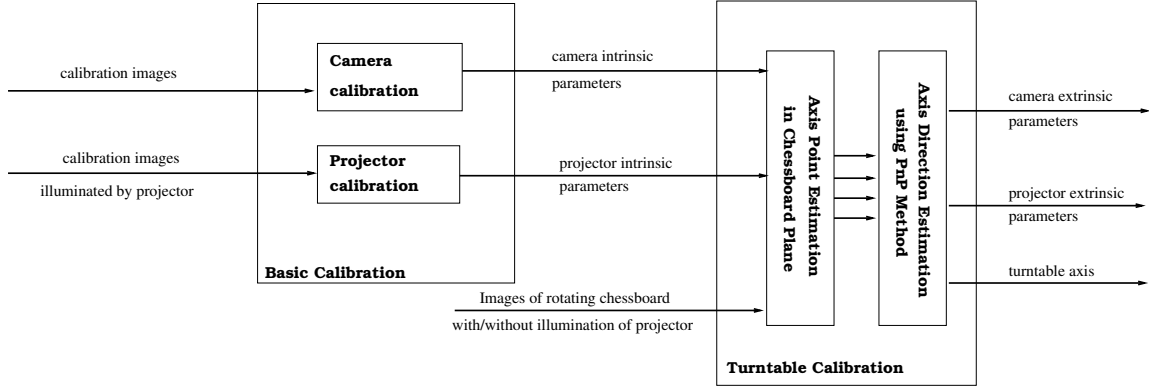 calibration images
Camera
calibration
calibration images
illuminated by projector
Projector
calibration
Basic Calibration
camera intrinsic
parameters
projector intrinsic
parameters
Images of rotating chessboard
with/without illumination of projector
Axis Point Estimation
in Chessboard Plane
Axis Direction Estimation
using PnP Method
Turntable Calibration
camera extrinsic
parameters
projector extrinsic
parameters
turntable axis